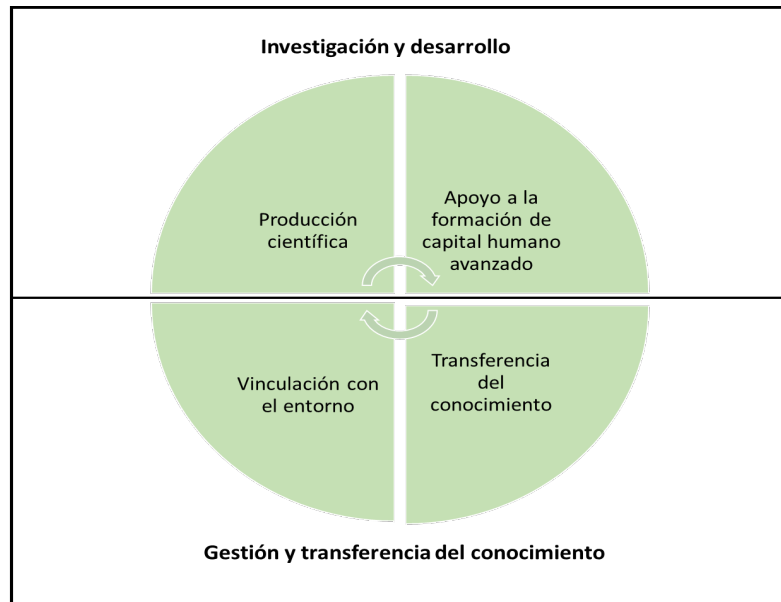 Investigación y desarrollo
Producción
científica
Apoyo a la
formación de
capital humano
avanzado
Vinculación con
el entorno
Transferencia
del
conocimiento
Gestión y transferencia del conocimiento